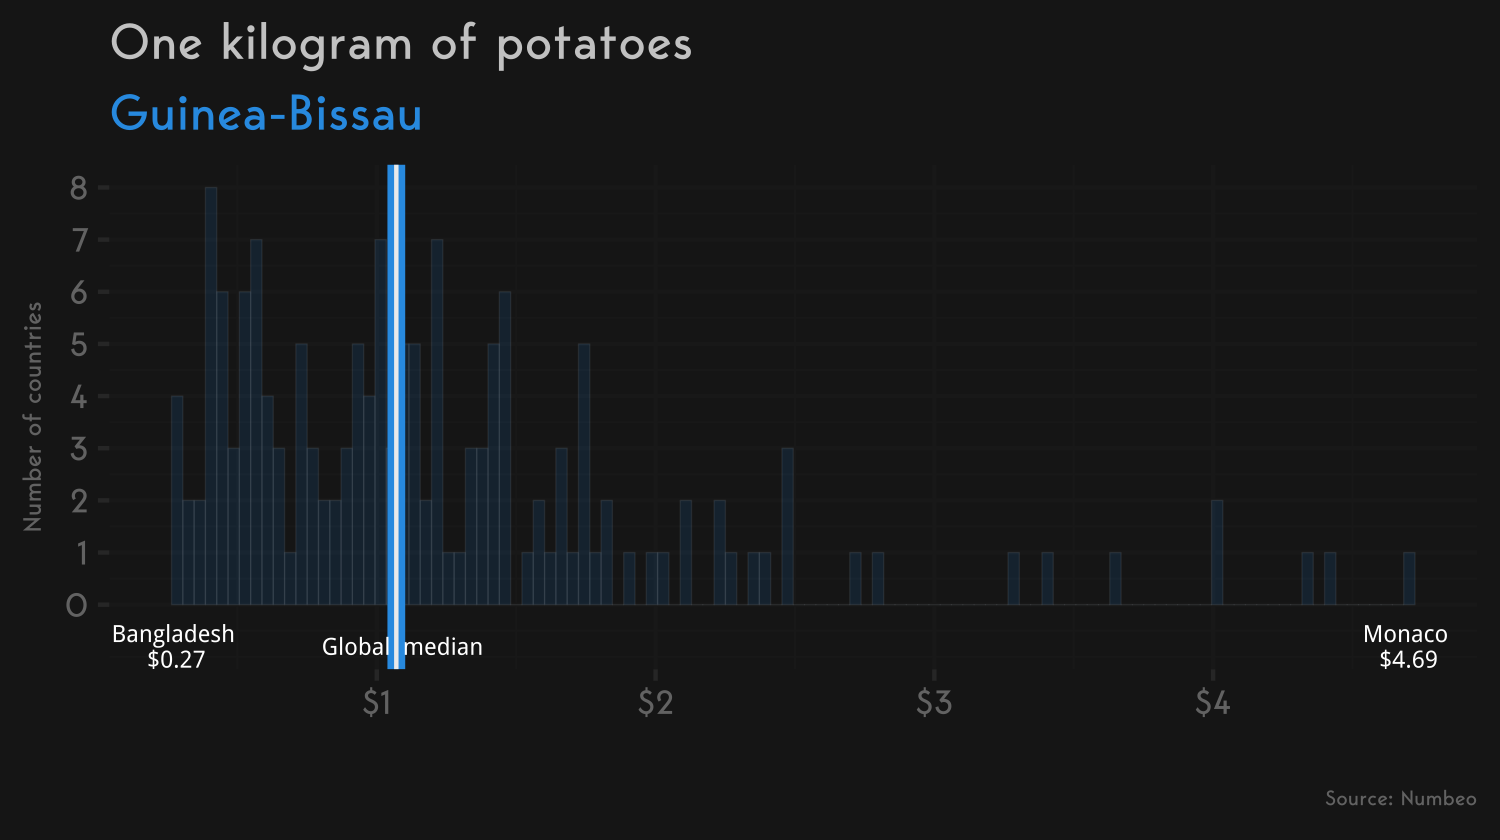 One kilogram of potatoes
Guinea-Bissau
Number of countries
8
7
6
5
4
3
2
1
0
Bangladesh
$0.27
Global median
Monaco
$4.69
$1
$2
$3
$4
Source: Numbeo